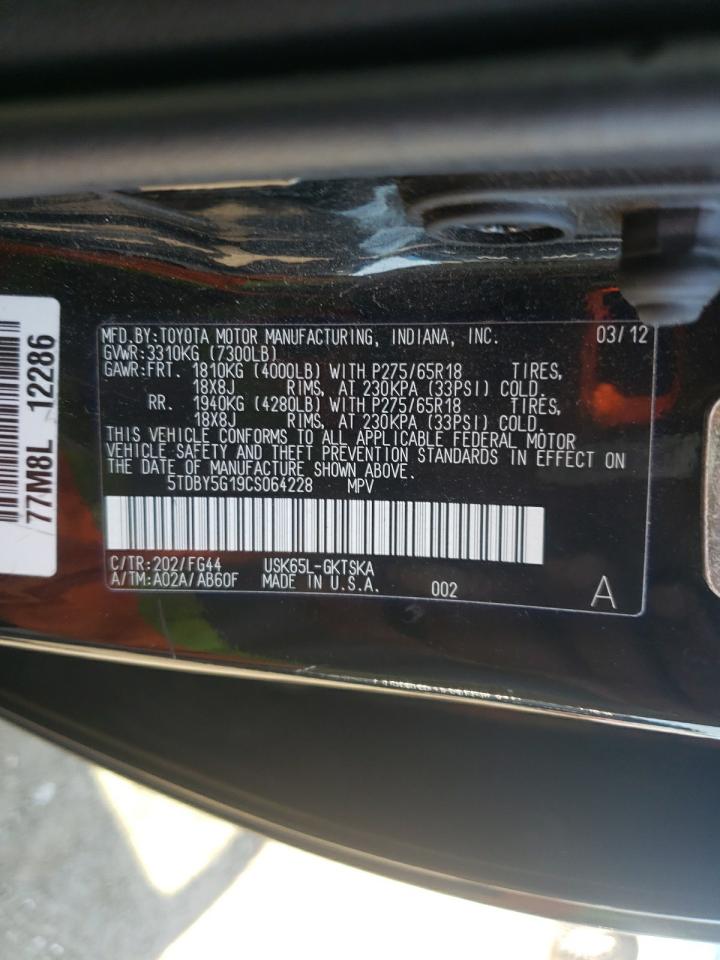 MFD.BY:TOYOTA MOTOR MANUFACTURING, INDIANA, INC. 03/12
GVWR:3310KG (7300LB)
GAWR:FRT. 1810KG (4000LB) WITH P275/65R18 TIRES,
18X8J RIMS, AT 230KPA (33PSI) COLD.
RR. 1940KG (4280LB) WITH P275/65R18 TIRES,
18X8J RIMS, AT 230KPA (33PSI) COLD.
THIS VEHICLE CONFORMS TO ALL APPLICABLE FEDERAL MOTOR
VEHICLE SAFETY AND THEFT PREVENTION STANDARDS IN EFFECT ON
THE DATE OF MANUFACTURE SHOWN ABOVE.
5TDBY5G19CS064228 MPV
C/TR:202/FG44 USK65L-GKTSKA
A/TM:A02A/AB60F MADE IN U.S.A. 002 A
77M8L 12286